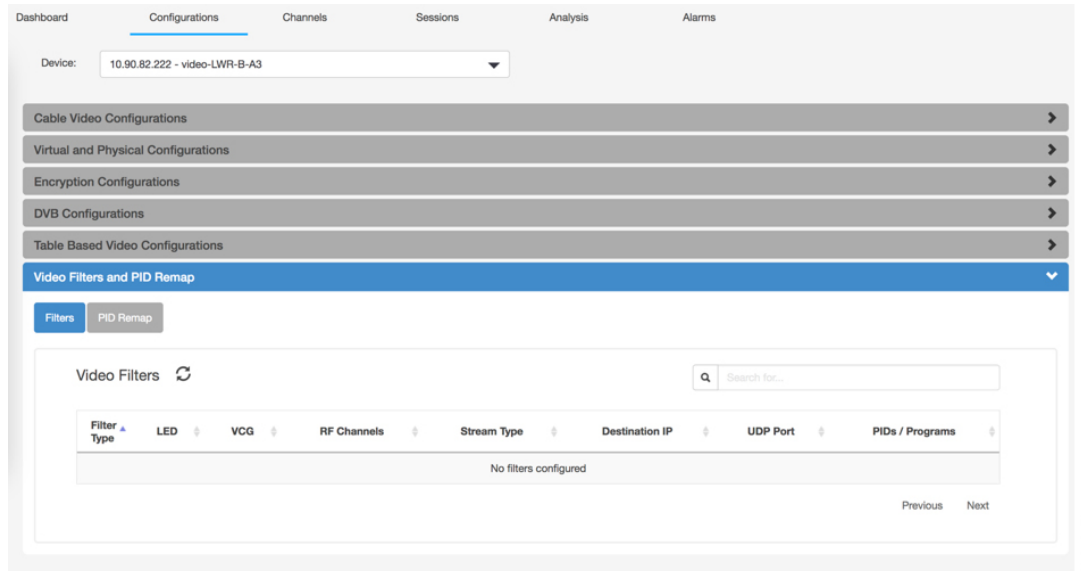 Dashboard Configurations Channels Sessions Analysis Alarms
Device: 10.90.82.222 - video-LWR-B-A3
Cable Video Configurations
Virtual and Physical Configurations
Encryption Configurations
DVB Configurations
Table Based Video Configurations
Video Filters and PID Remap
Filters PID Remap
Video Filters
Search for...
Filter Type LED VCG RF Channels Stream Type Destination IP UDP Port PIDs / Programs
No filters configured
Previous Next